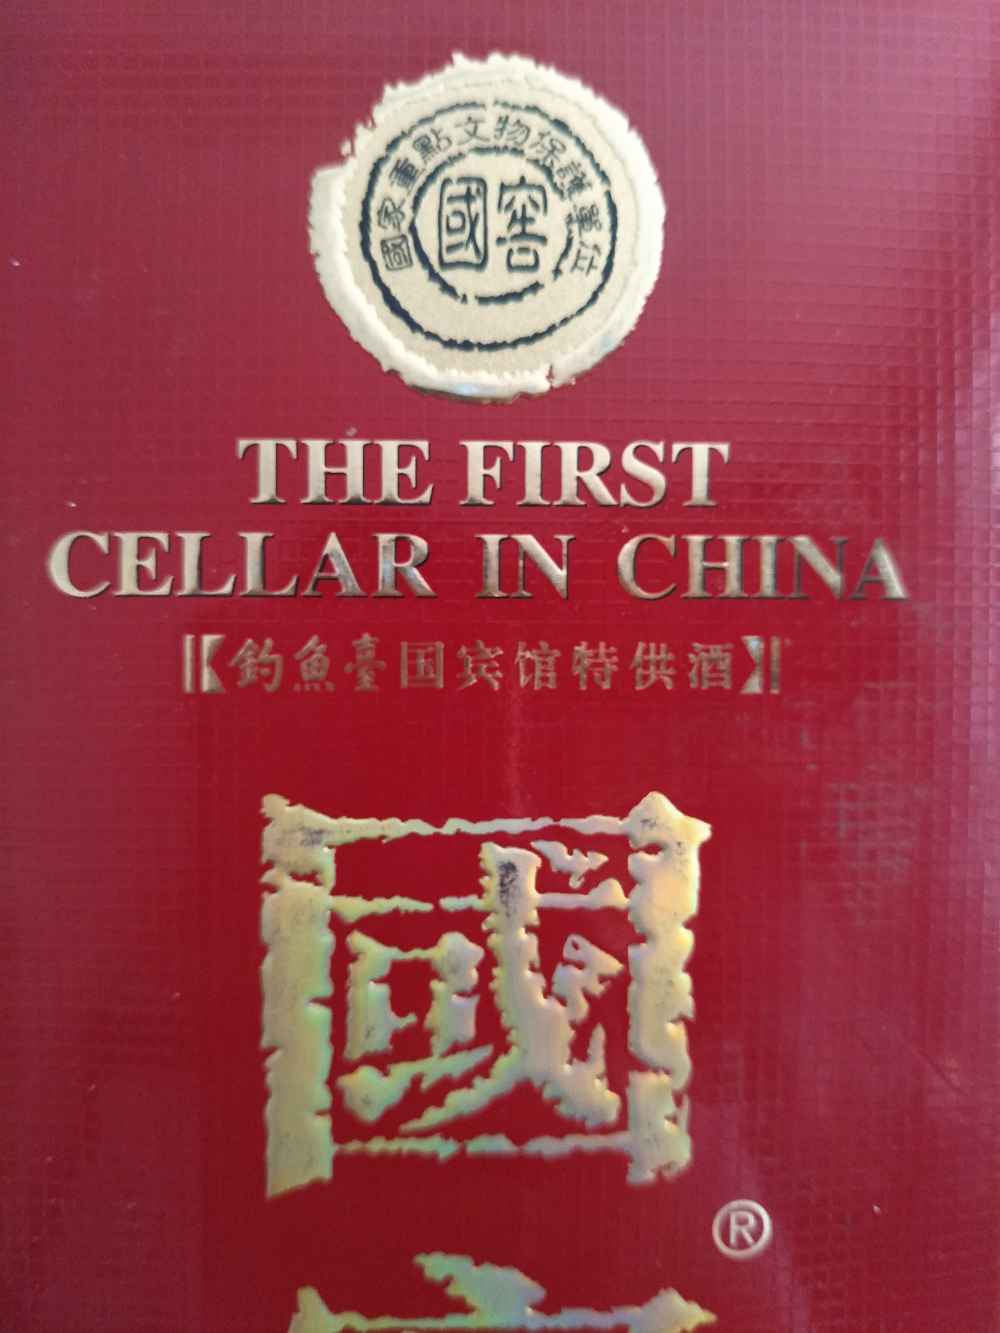 國家重點文物保護單位
國窖
THE FIRST
CELLAR IN CHINA
【釣魚臺国宾馆特供酒】
國
®